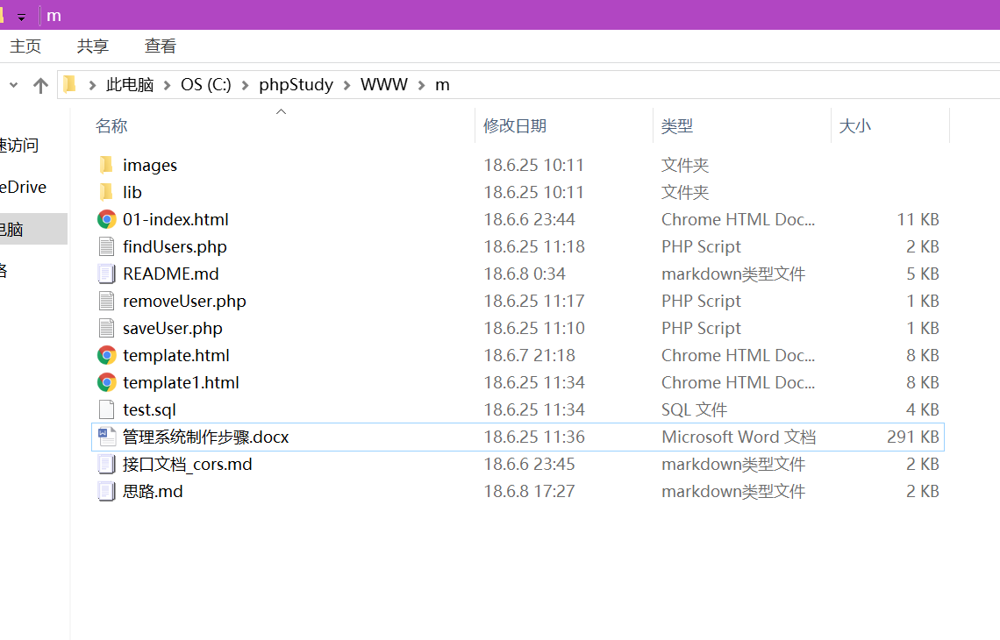 m
主页 共享 查看
此电脑 OS (C:) phpStudy WWW m
名称 修改日期 类型 大小
速访问
eDrive
电脑
络
images 18.6.25 10:11 文件夹
lib 18.6.25 10:11 文件夹
01-index.html 18.6.6 23:44 Chrome HTML Doc... 11 KB
findUsers.php 18.6.25 11:18 PHP Script 2 KB
README.md 18.6.8 0:34 markdown类型文件 5 KB
removeUser.php 18.6.25 11:17 PHP Script 1 KB
saveUser.php 18.6.25 11:10 PHP Script 1 KB
template.html 18.6.7 21:18 Chrome HTML Doc... 8 KB
template1.html 18.6.25 11:34 Chrome HTML Doc... 8 KB
test.sql 18.6.25 11:34 SQL 文件 4 KB
管理系统制作步骤.docx 18.6.25 11:36 Microsoft Word 文档 291 KB
接口文档_cors.md 18.6.6 23:45 markdown类型文件 2 KB
思路.md 18.6.8 17:27 markdown类型文件 2 KB